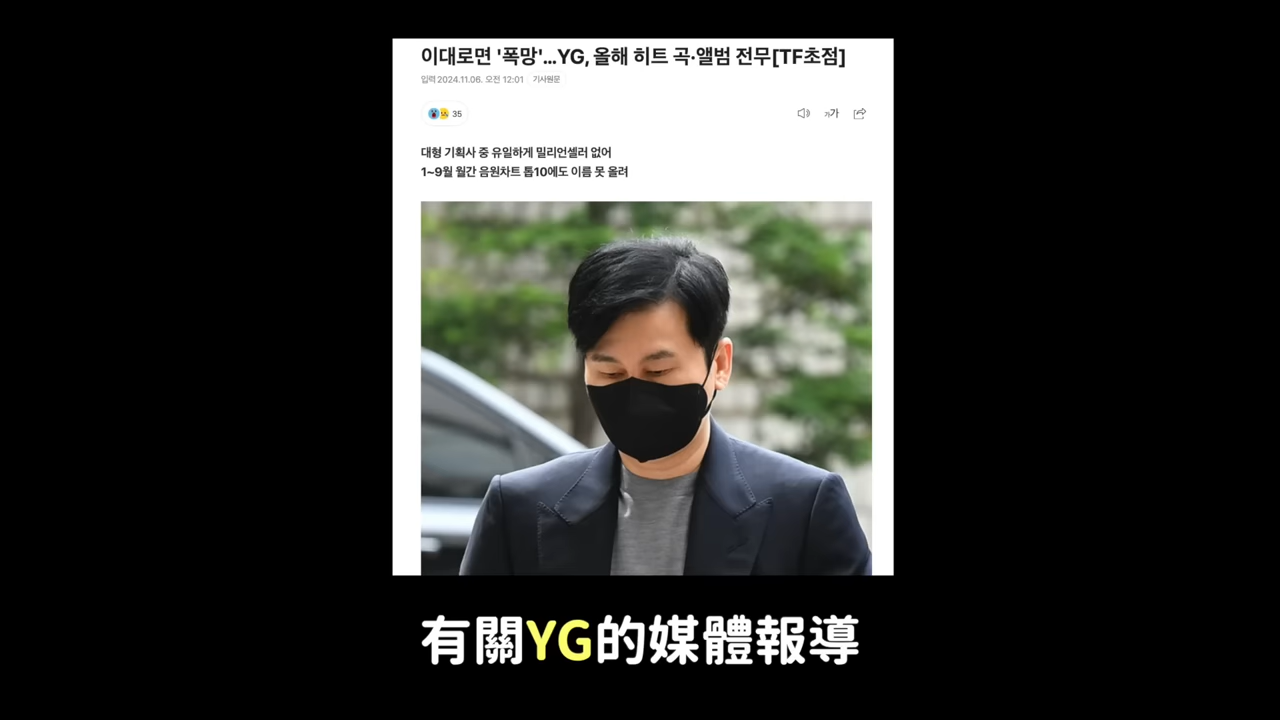 이대로면 '폭망'...YG, 올해 히트 곡·앨범 전무[TF초점]
입력 2024.11.06. 오전 12:01 기사원문
35 가가
대형 기획사 중 유일하게 밀리언셀러 없어
1~9월 월간 음원차트 톱10에도 이름 못 올려
有關YG的媒體報導